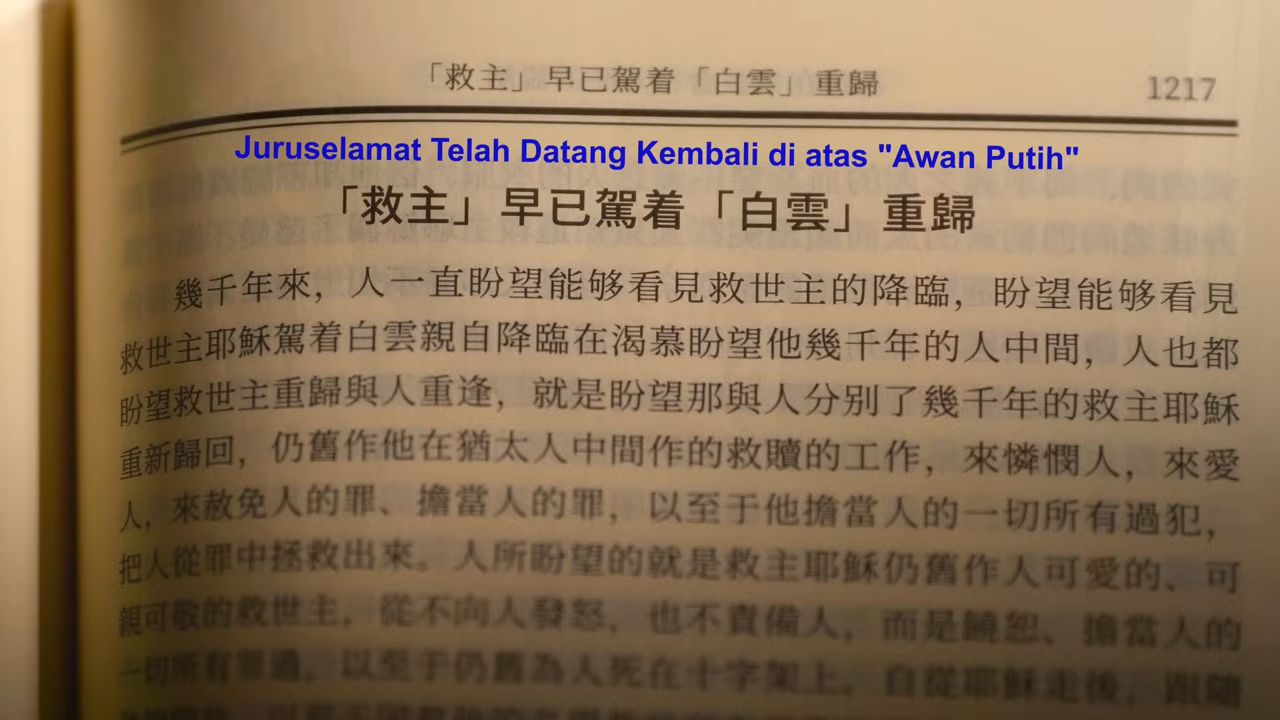 「救主」早已駕着「白雲」重歸 1217
Juruselamat Telah Datang Kembali di atas "Awan Putih"
「救主」早已駕着「白雲」重歸
幾千年來，人一直盼望能够看見救世主的降臨，盼望能够看見
救世主耶穌駕着白雲親自降臨在渴慕盼望他幾千年的人中間，人也都
盼望救世主重歸與人重逢，就是盼望那與人分别了幾千年的救主耶穌
重新歸回，仍舊作他在猶太人中間作的救贖的工作，來憐憫人，來愛
人，來赦免人的罪、擔當人的罪，以至于他擔當人的一切所有過犯，
把人從罪中拯救出來。人所盼望的就是救主耶穌仍舊作人可愛的、可
親可敬的救世主，從不向人發怒，也不責備人，而是饒恕、擔當人的
一切所有罪過，以至于仍舊為人死在十字架上。自從耶穌走後，跟隨